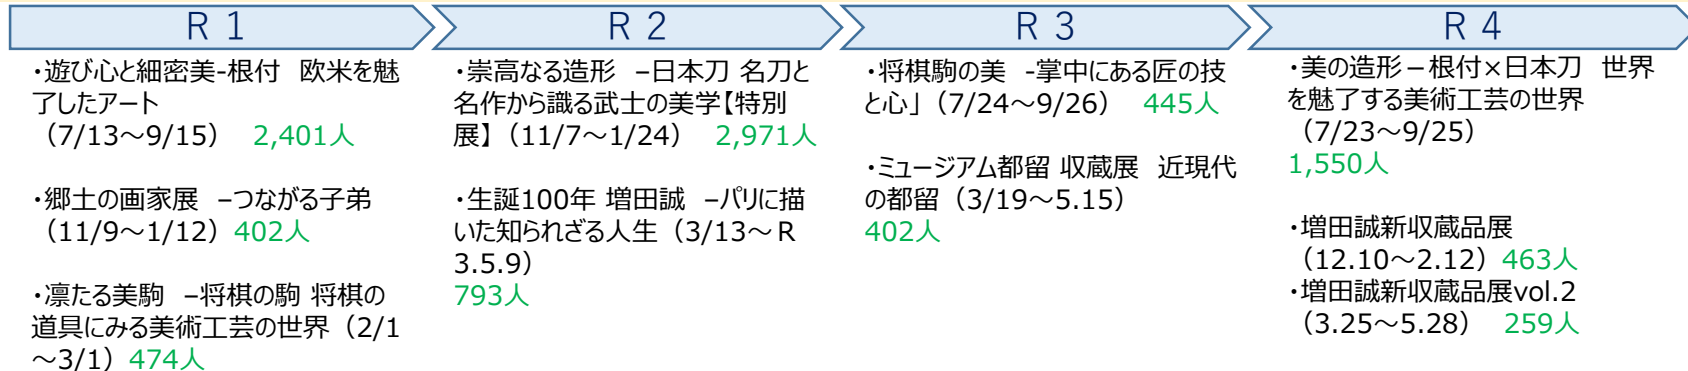 R 1
・遊び心と細密美-根付　欧米を魅
了したアート
（7/13～9/15）　2,401人
・郷土の画家展　–つながる子弟
（11/9～1/12）402人
・凛たる美駒　–将棋の駒 将棋の
道具にみる美術工芸の世界（2/1
～3/1）474人
R 2
・崇高なる造形　–日本刀 名刀と
名作から識る武士の美学【特別
展】（11/7～1/24）　2,971人
・生誕100年 増田誠　–パリに描
いた知られざる人生（3/13～ R
3.5.9）
793人
R 3
・将棋駒の美　-掌中にある匠の技
と心」（7/24～9/26）　445人
・ミュージアム都留 収蔵展　近現代
の都留（3/19～5.15）
402人
R 4
・美の造形 – 根付×日本刀　世界
を魅了する美術工芸の世界
（7/23～9/25）
1,550人
・増田誠新収蔵品展
（12.10～2.12）463人
・増田誠新収蔵品展vol.2
（3.25～5.28）　259人